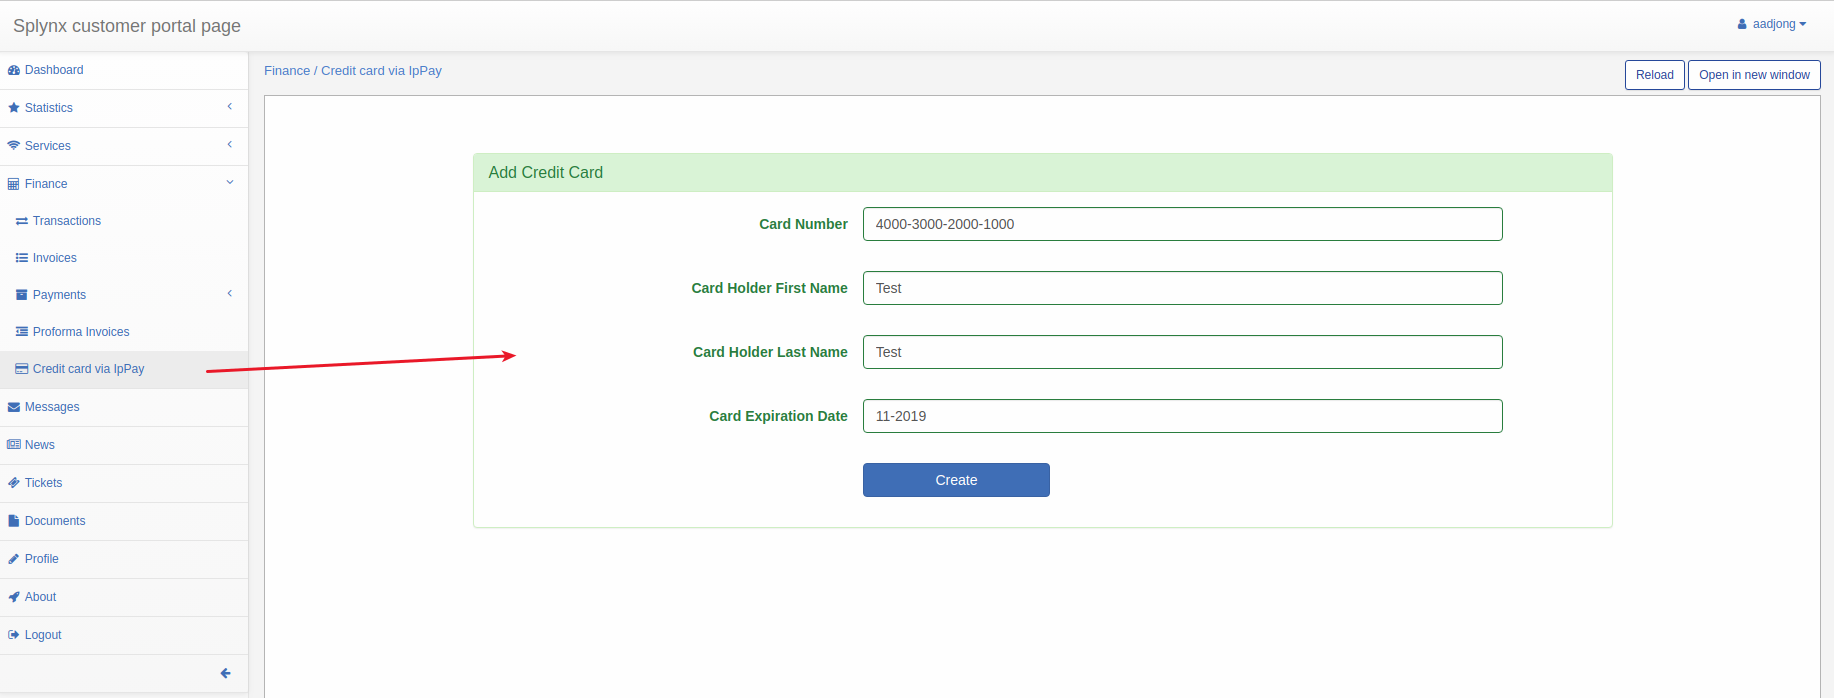 Splynx customer portal page
aadjong
Dashboard
Statistics
Services
Finance
Transactions
Invoices
Payments
Proforma Invoices
Credit card via IpPay
Messages
News
Tickets
Documents
Profile
About
Logout
Finance / Credit card via IpPay
Reload
Open in new window
Add Credit Card
Card Number 4000-3000-2000-1000
Card Holder First Name Test
Card Holder Last Name Test
Card Expiration Date 11-2019
Create